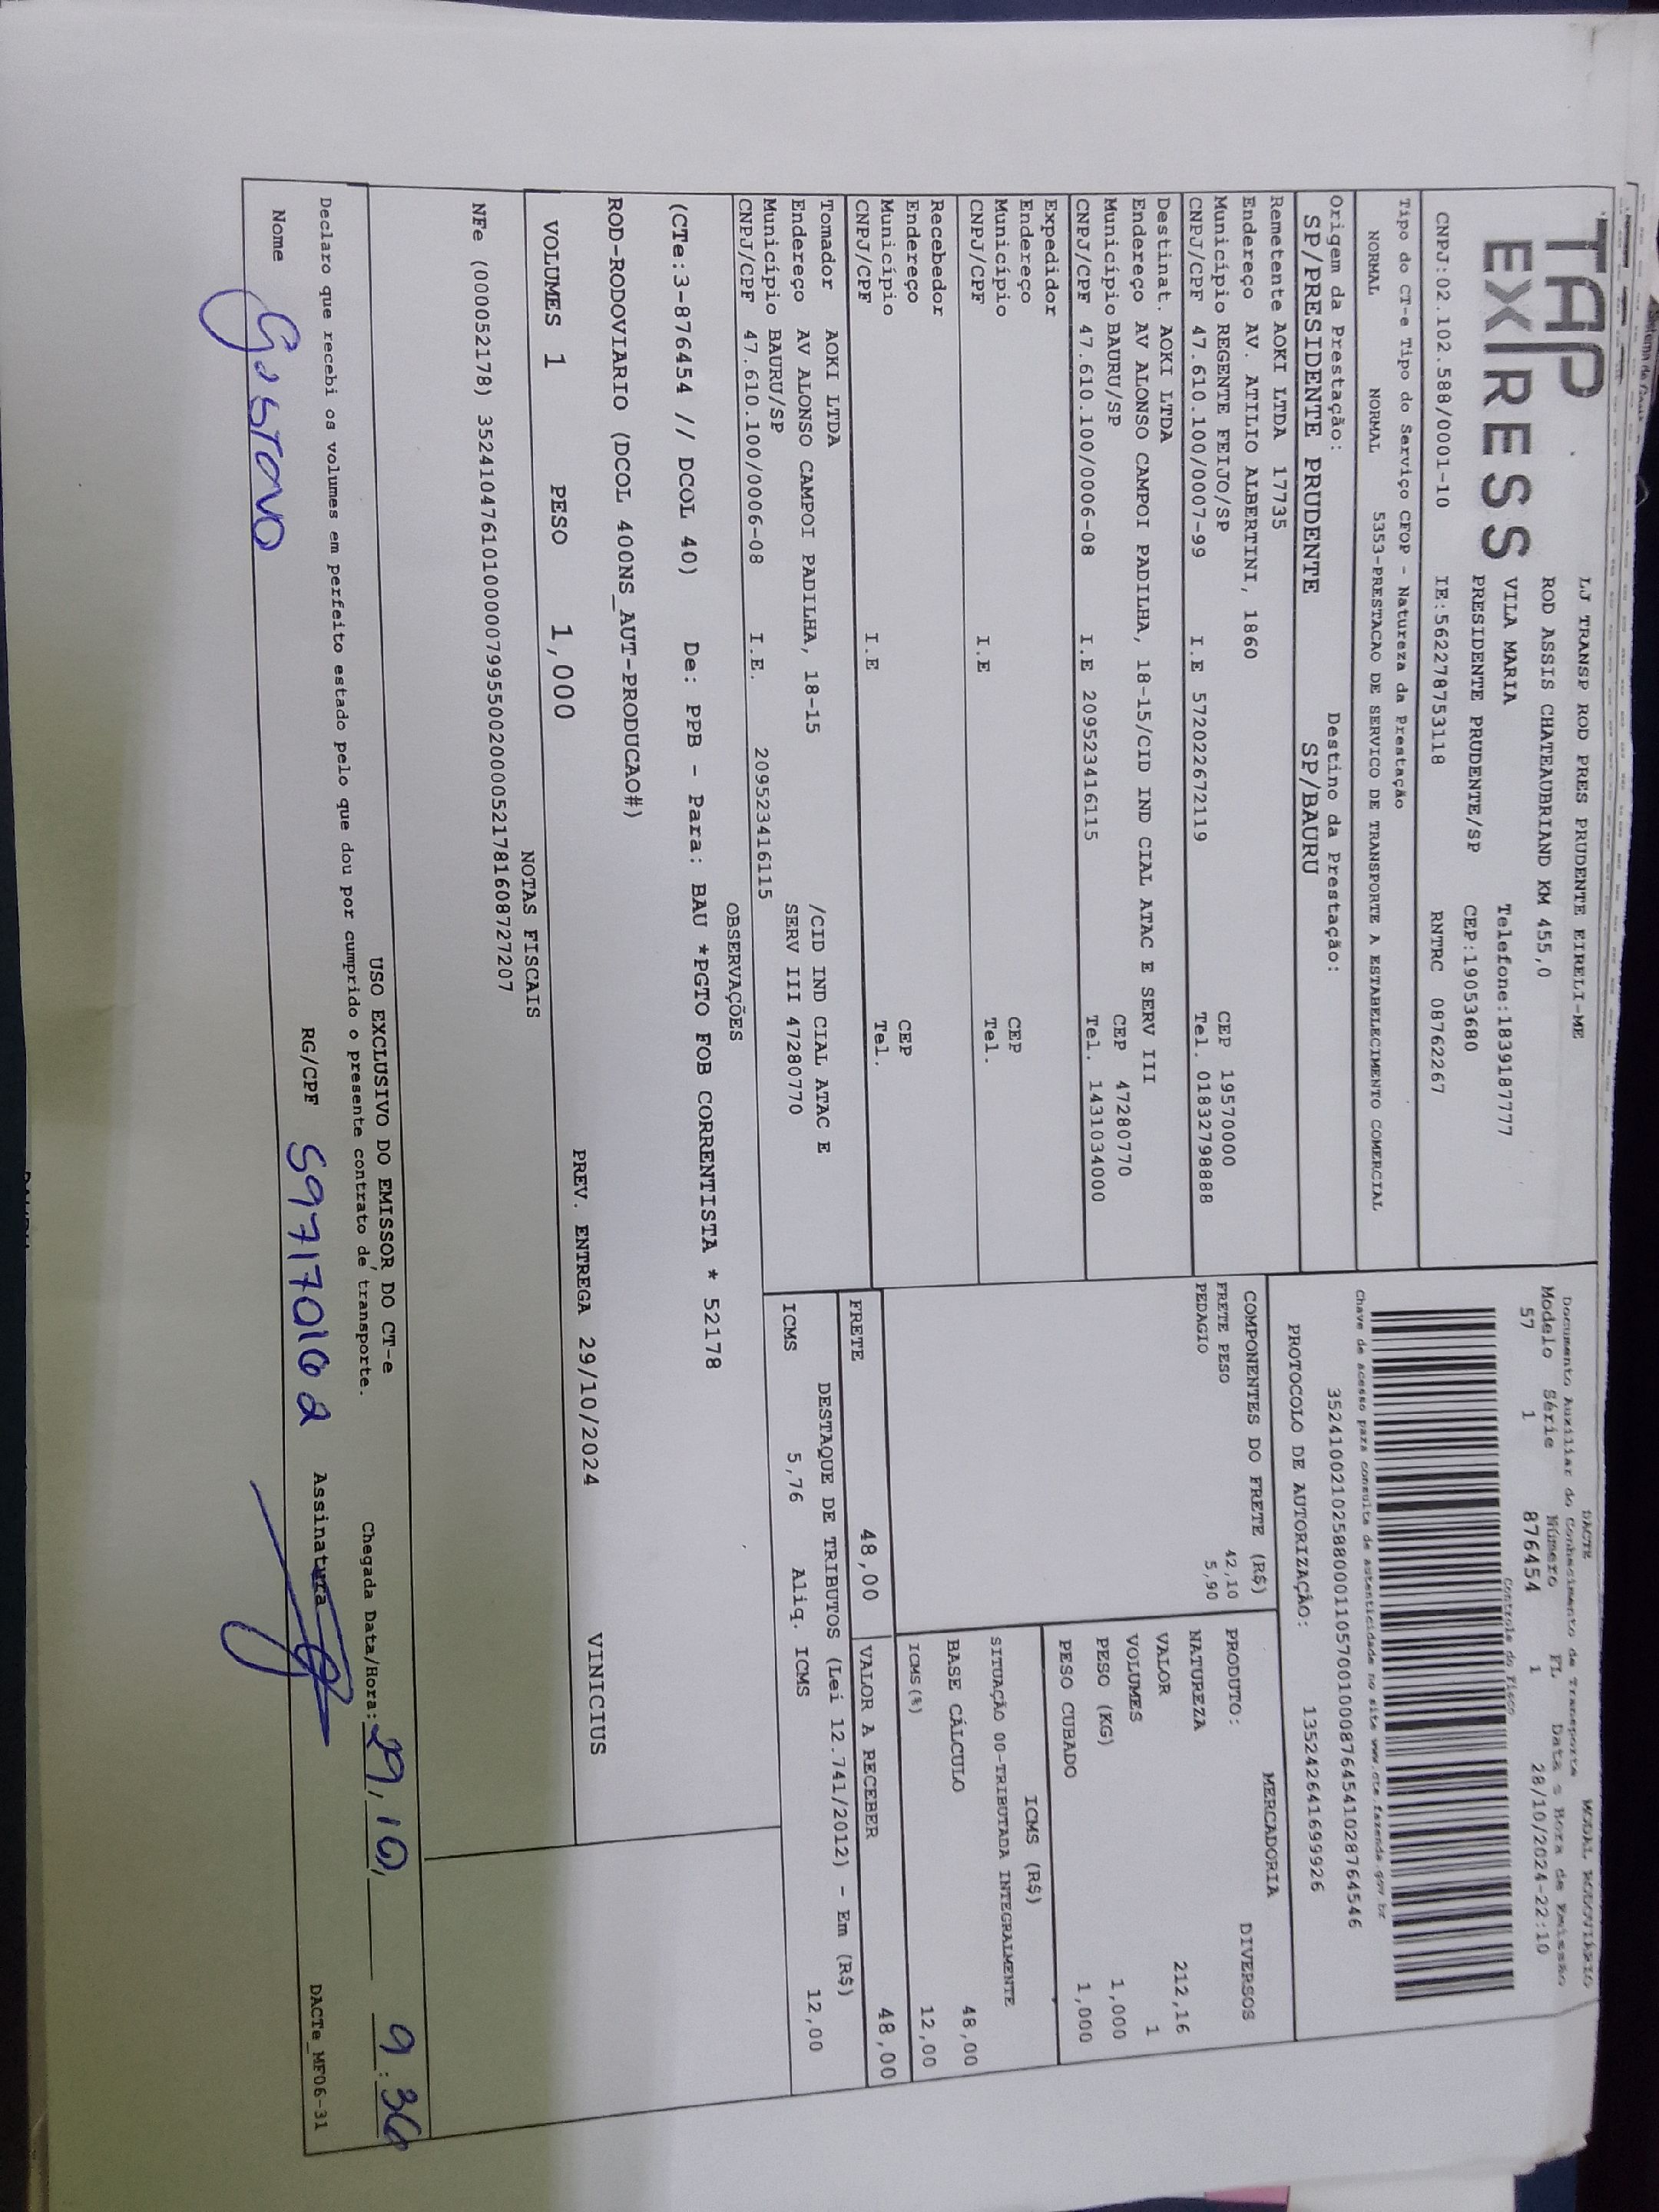 TAP
EXPRESS
LJ TRANSP ROD PRES PRUDENTE EIRELI-ME
ROD ASSIS CHATEAUBRIAND KM 455,0
VILA MARIA Telefone:1839187777
PRESIDENTE PRUDENTE/SP CEP:19053680
CNPJ:02.102.588/0001-10 IE:562278753118 RNTRC 08762267
Tipo do CT-e Tipo do Serviço CFOP - Natureza da Prestação
NORMAL NORMAL 5353-PRESTACAO DE SERVICO DE TRANSPORTE A ESTABELECIMENTO COMERCIAL
Origem da Prestação: Destino da Prestação:
SP/PRESIDENTE PRUDENTE SP/BAURU
DACTE MODAL RODOVIÁRIO
Documento Auxiliar do Conhecimento de Transporte
Modelo Série Número FL Data e Hora de Emissão
57 1 876454 1 28/10/2024-22:10
Controle do Fisco
Chave de acesso para consulta de autenticidade no site www.cte.fazenda.gov.br
35241002102588000110570010008764541028764546
PROTOCOLO DE AUTORIZAÇÃO: 135242641699926
Remetente AOKI LTDA 17735
Endereço AV. ATILIO ALBERTINI, 1860
Município REGENTE FEIJO/SP CEP 19570000
CNPJ/CPF 47.610.100/0007-99 I.E 572022672119 Tel. 01832798888
Destinat. AOKI LTDA
Endereço AV ALONSO CAMPOI PADILHA, 18-15/CID IND CIAL ATAC E SERV III
Município BAURU/SP CEP 47280770
CNPJ/CPF 47.610.100/0006-08 I.E 209523416115 Tel. 1431034000
Expedidor
Endereço
Município CEP
CNPJ/CPF I.E Tel.
Recebedor
Endereço
Município CEP
CNPJ/CPF I.E Tel.
Tomador AOKI LTDA
Endereço AV ALONSO CAMPOI PADILHA, 18-15 /CID IND CIAL ATAC E
Município BAURU/SP SERV III 47280770
CNPJ/CPF 47.610.100/0006-08 I.E. 209523416115
COMPONENTES DO FRETE (R$)
FRETE PESO 42,10
PEDAGIO 5,90
MERCADORIA
PRODUTO: DIVERSOS
NATUREZA
VALOR 212,16
VOLUMES 1
PESO (KG) 1,000
PESO CUBADO 1,000
ICMS (R$)
SITUAÇÃO 00-TRIBUTADA INTEGRALMENTE
BASE CÁLCULO 48,00
ICMS(%) 12,00
FRETE 48,00 VALOR A RECEBER 48,00
DESTAQUE DE TRIBUTOS (Lei 12.741/2012) - Em (R$)
ICMS 5,76 Aliq. ICMS 12,00
OBSERVAÇÕES
(CTe:3-876454 // DCOL 40) De: PPB - Para: BAU *PGTO FOB CORRENTISTA * 52178
ROD-RODOVIARIO (DCOL 400NS_AUT-PRODUCAO#)
VOLUMES 1 PESO 1,000 PREV. ENTREGA 29/10/2024 VINICIUS
NOTAS FISCAIS
NFe (000052178) 35241047610100000799550020000521781608727207
USO EXCLUSIVO DO EMISSOR DO CT-e
Declaro que recebi os volumes em perfeito estado pelo que dou por cumprido o presente contrato de transporte.
Chegada Data/Hora: 29/10/ 9:36
Nome Gustavo RG/CPF 597170162 Assinatura
DACTe_MF06-31